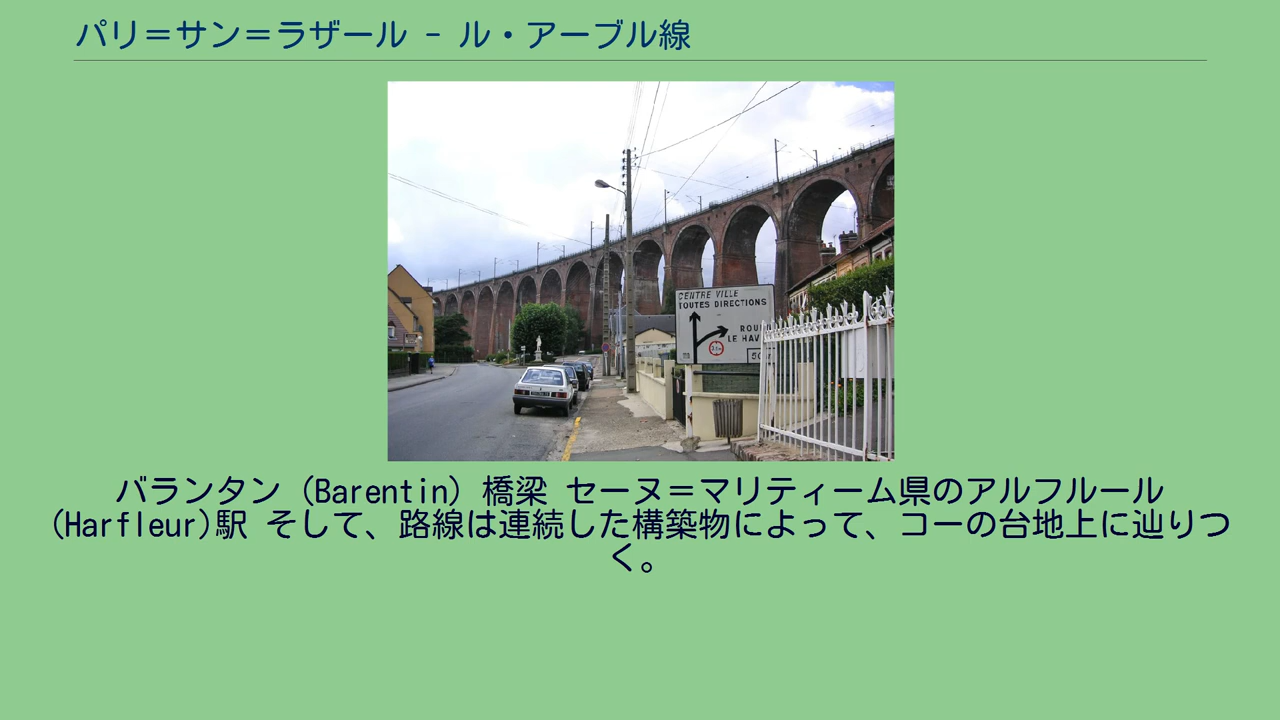 パリ＝サン＝ラザール - ル・アーブル線
CENTRE VILLE
TOUTES DIRECTIONS
バランタン (Barentin) 橋梁 セーヌ＝マリティーム県のアルフルール
(Harfleur)駅 そして、路線は連続した構築物によって、コーの台地上に辿りつ
く。